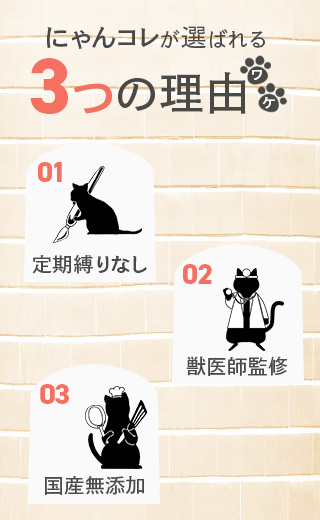 にゃんコレが選ばれる
3つの理由
ワケ
01
定期縛りなし
02
獣医師監修
03
国産無添加